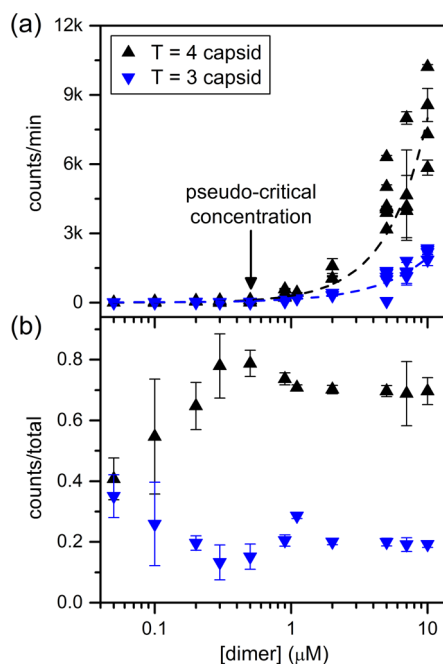 (a)
12k
T = 4 capsid
T = 3 capsid
9k
6k
3k
0
counts/min
pseudo-critical
concentration
(b)
0.8
0.6
0.4
0.2
0.0
counts/total
0.1 1 10
[dimer] (μM)